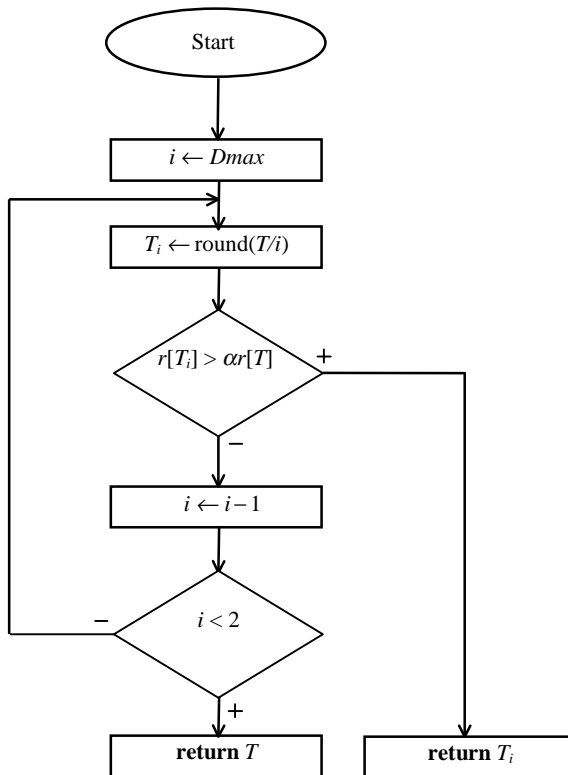 Start
i ← Dmax
Tᵢ ← round(T/i)
r[Tᵢ] > αr[T]
+
−
i ← i − 1
i < 2
−
+
return T
return Tᵢ